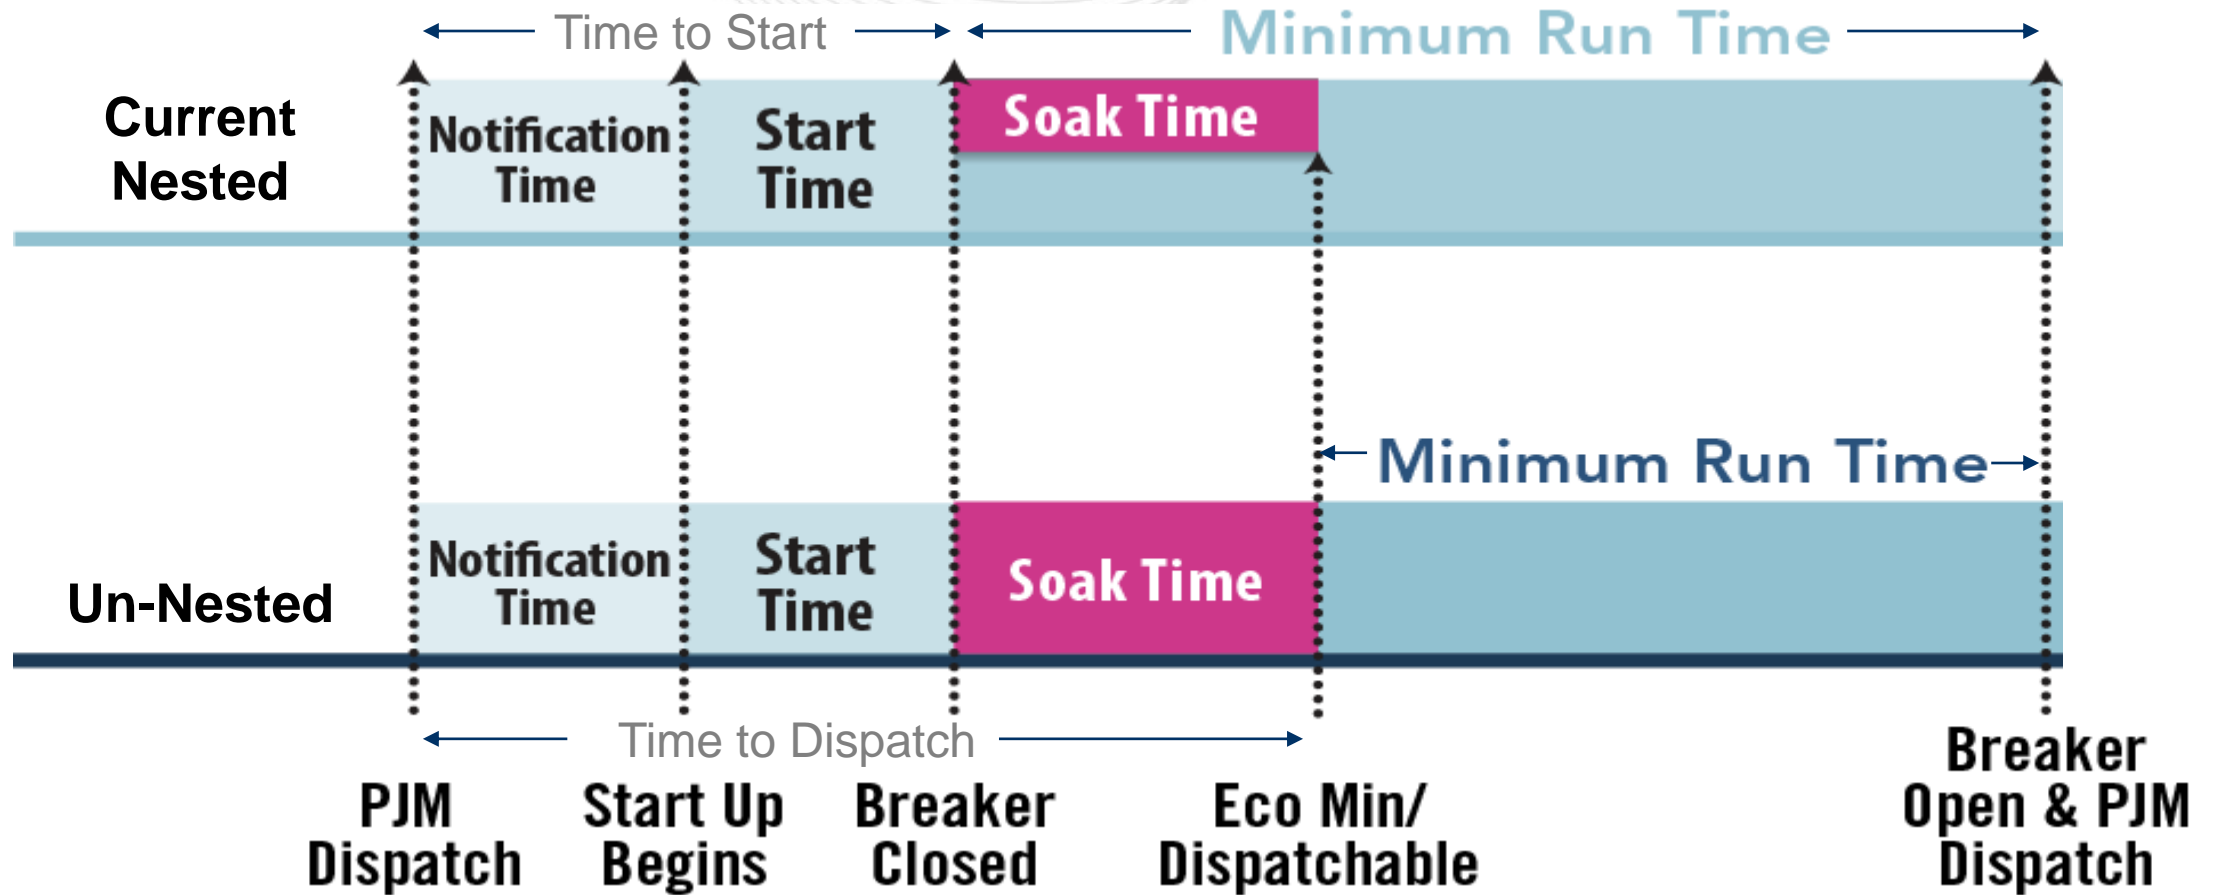 Time to Start
Minimum Run Time
Current
Nested
Notification
Time
Start
Time
Soak Time
Minimum Run Time
Un-Nested
Notification
Time
Start
Time
Soak Time
Time to Dispatch
PJM
Dispatch
Start Up
Begins
Breaker
Closed
Eco Min/
Dispatchable
Breaker
Open & PJM
Dispatch